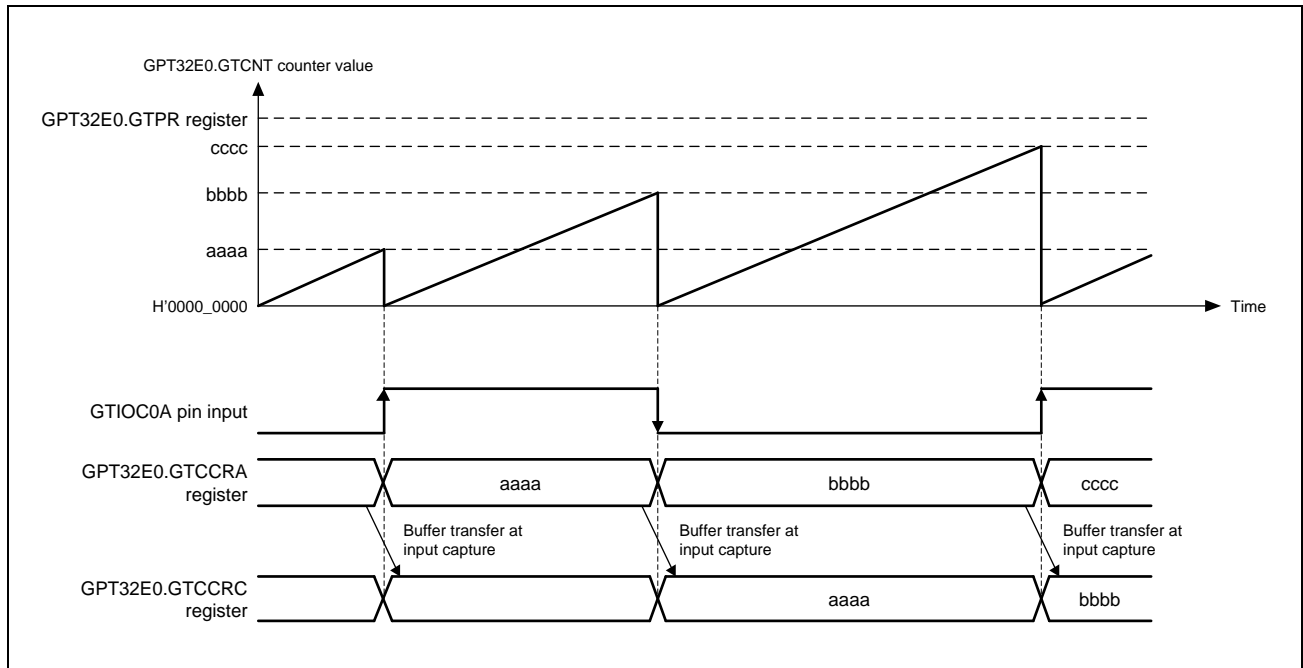 GPT32E0.GTCNT counter value
GPT32E0.GTPR register
cccc
bbbb
aaaa
H'0000_0000
Time
GTIOC0A pin input
GPT32E0.GTCCRA
register
aaaa
bbbb
cccc
Buffer transfer at
input capture
Buffer transfer at
input capture
Buffer transfer at
input capture
GPT32E0.GTCCRC
register
aaaa
bbbb